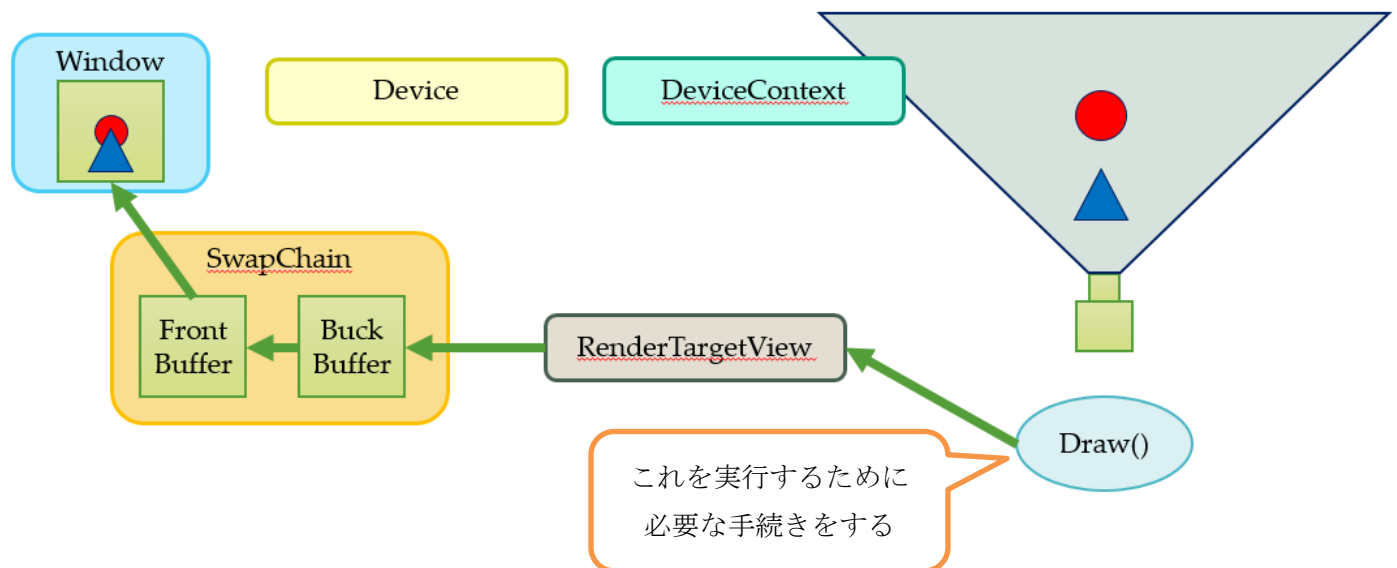 Window
Device
DeviceContext
SwapChain
Front
Buffer
Buck
Buffer
RenderTargetView
Draw()
これを実行するために
必要な手続きをする